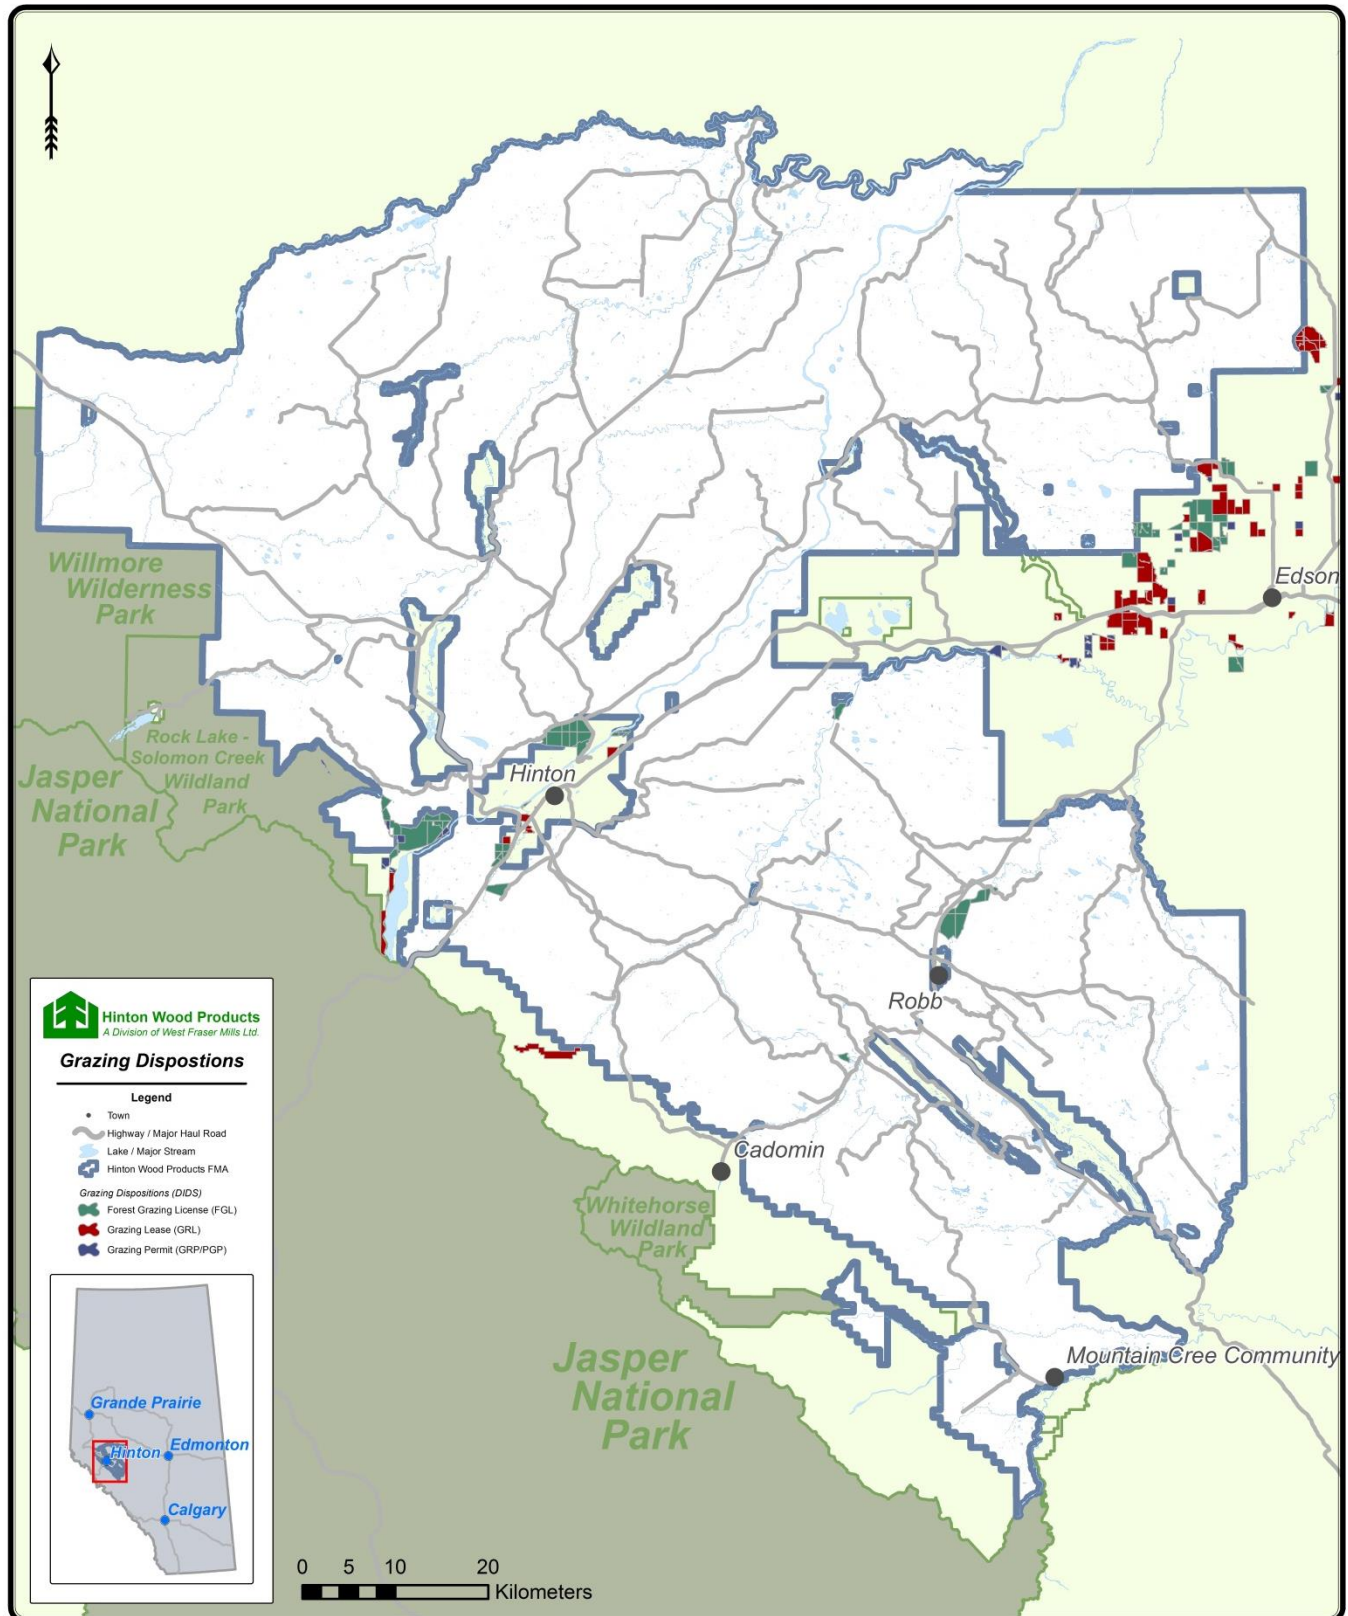 Edson
Willmore
Wilderness
Park
Rock Lake -
Solomon Creek
Wildland
Park
Jasper
National
Park
Hinton
Robb
Cadomin
Whitehorse
Wildland
Park
Jasper
National
Park
Mountain Cree Community
Hinton Wood Products
A Division of West Fraser Mills Ltd.
Grazing Dispostions
Legend
Town
Highway / Major Haul Road
Lake / Major Stream
Hinton Wood Products FMA
Grazing Dispositions (DIDS)
Forest Grazing License (FGL)
Grazing Lease (GRL)
Grazing Permit (GRP/PGP)
Grande Prairie
Hinton
Edmonton
Calgary
0 5 10 20
Kilometers